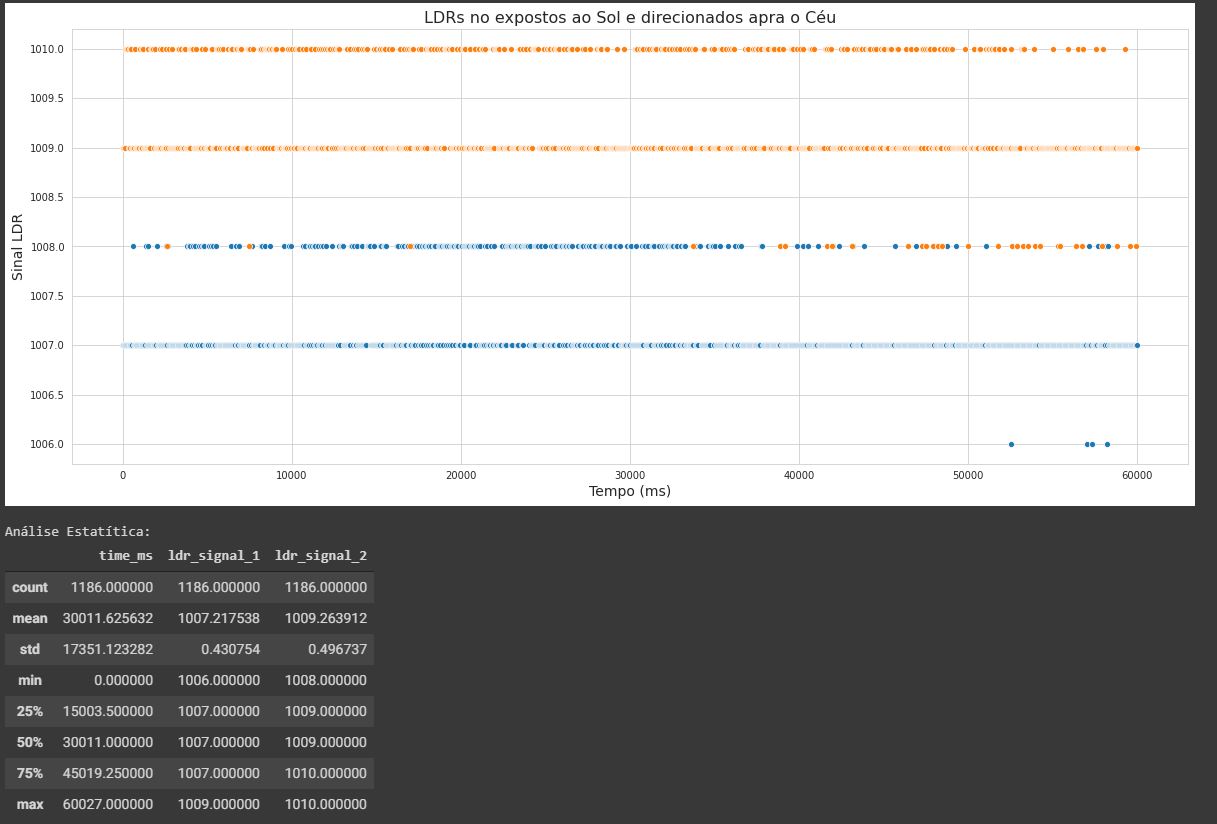 LDRs no expostos ao Sol e direcionados apra o Céu
1010.0
1009.5
1009.0
1008.5
1008.0
1007.5
1007.0
1006.5
1006.0
Sinal LDR
0 10000 20000 30000 40000 50000 60000
Tempo (ms)
Análise Estatítica:
time_ms ldr_signal_1 ldr_signal_2
count 1186.000000 1186.000000 1186.000000
mean 30011.625632 1007.217538 1009.263912
std 17351.123282 0.430754 0.496737
min 0.000000 1006.000000 1008.000000
25% 15003.500000 1007.000000 1009.000000
50% 30011.000000 1007.000000 1009.000000
75% 45019.250000 1007.000000 1010.000000
max 60027.000000 1009.000000 1010.000000